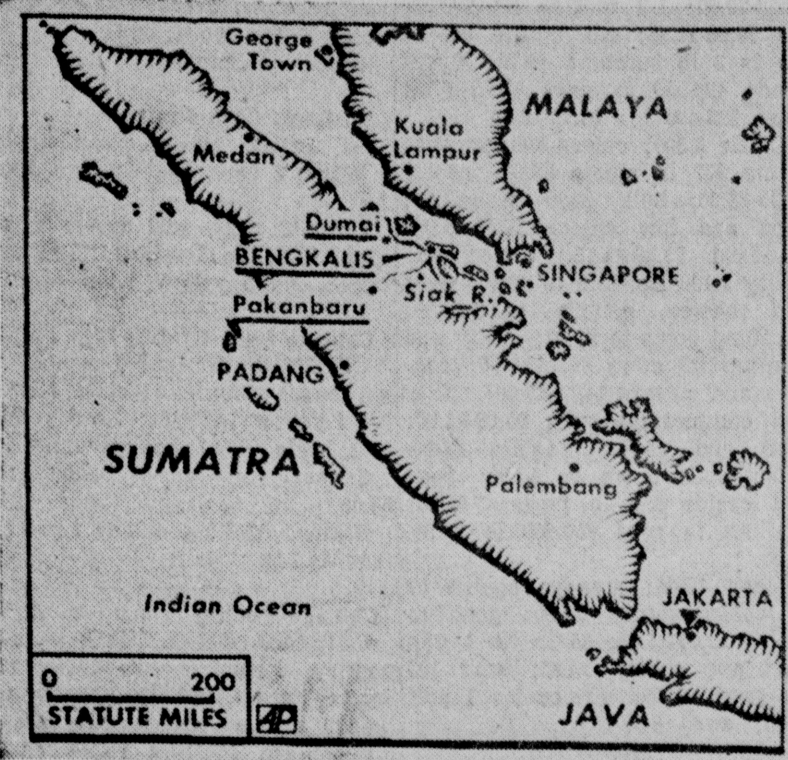 George
Town
MALAYA
Kuala
Lampur
Medan
Dumai
BENGKALIS
SINGAPORE
Siak R.
Pakanbaru
PADANG
SUMATRA
Palembang
Indian Ocean
JAKARTA
0 200
STATUTE MILES
AP
JAVA